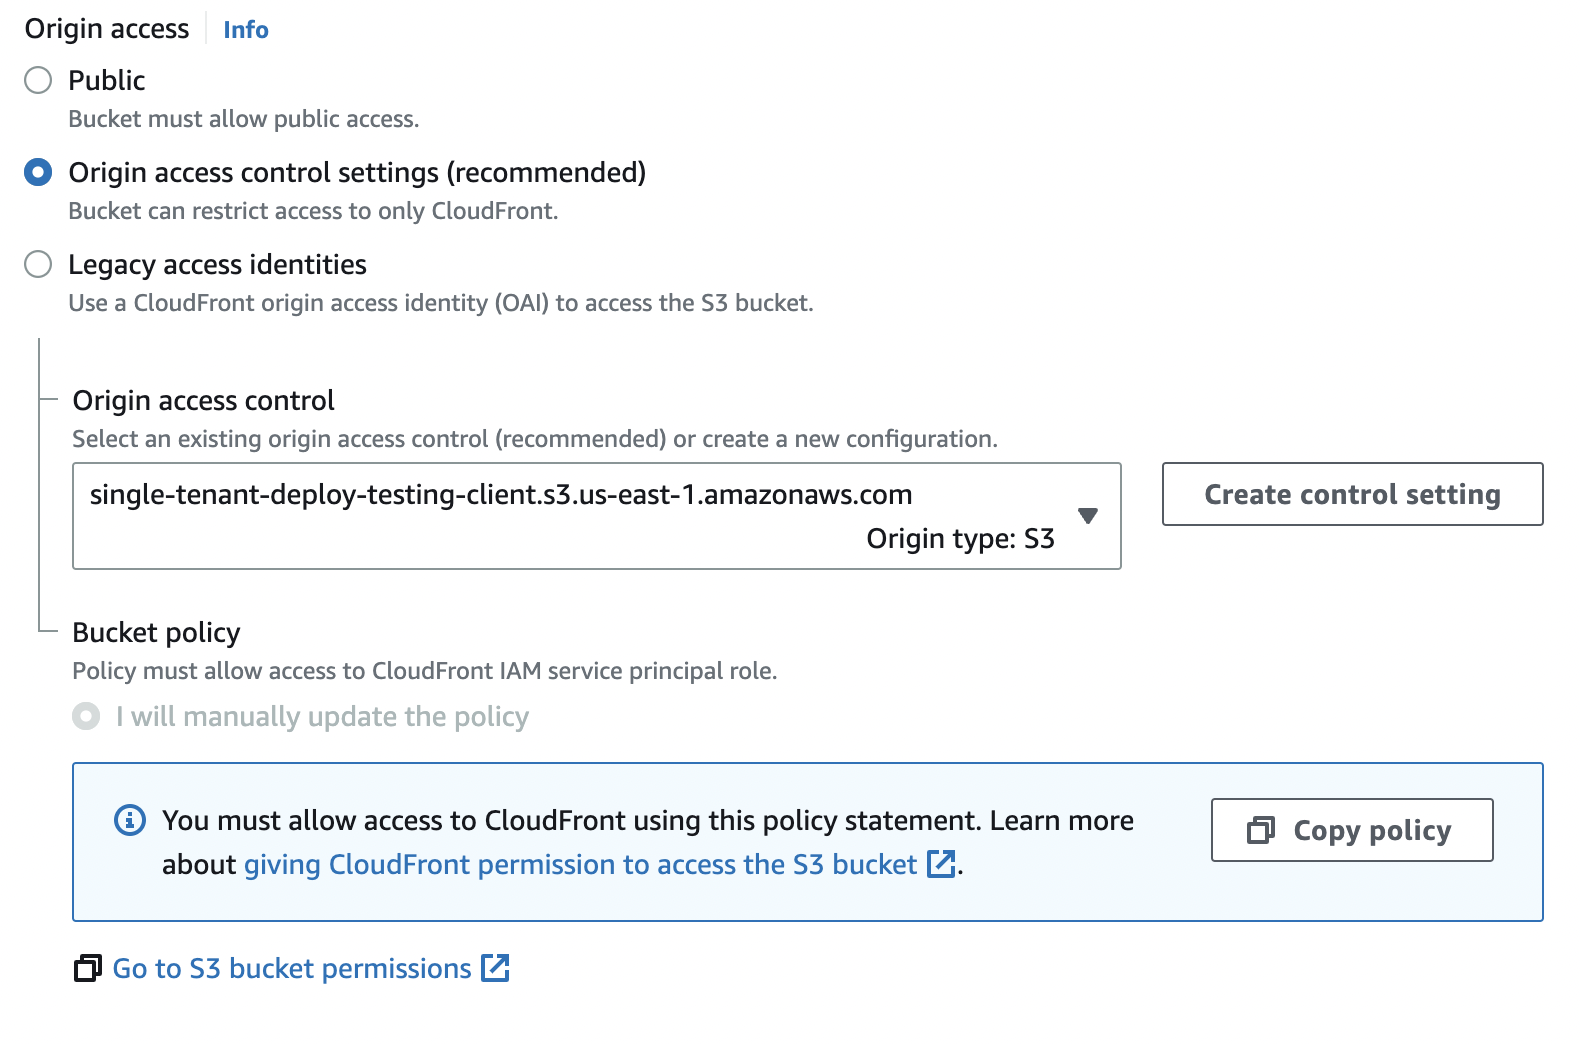 Origin access Info
Public
Bucket must allow public access.
Origin access control settings (recommended)
Bucket can restrict access to only CloudFront.
Legacy access identities
Use a CloudFront origin access identity (OAI) to access the S3 bucket.
Origin access control
Select an existing origin access control (recommended) or create a new configuration.
single-tenant-deploy-testing-client.s3.us-east-1.amazonaws.com
Origin type: S3
Create control setting
Bucket policy
Policy must allow access to CloudFront IAM service principal role.
I will manually update the policy
You must allow access to CloudFront using this policy statement. Learn more
about giving CloudFront permission to access the S3 bucket.
Copy policy
Go to S3 bucket permissions